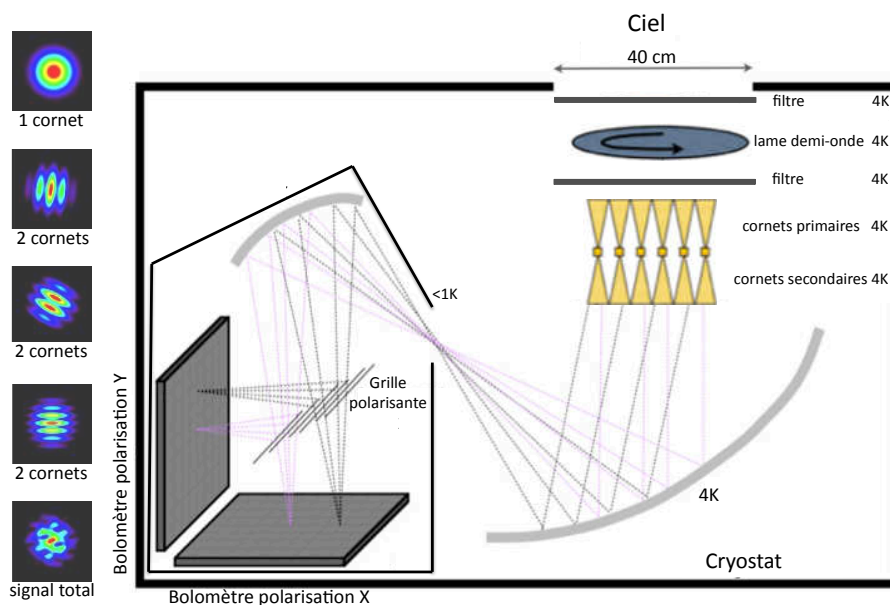 Ciel
40 cm
filtre 4K
lame demi-onde 4K
filtre 4K
cornets primaires 4K
cornets secondaires 4K
<1K
Grille
polarisante
4K
Cryostat
Bolomètre polarisation Y
Bolomètre polarisation X
1 cornet
2 cornets
2 cornets
2 cornets
signal total